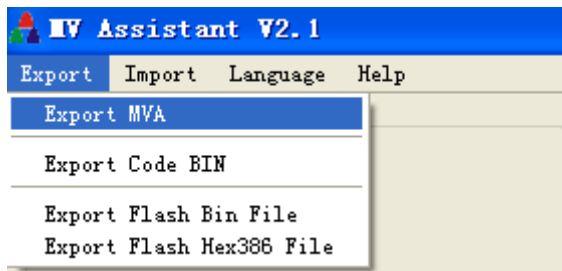 MV Assistant V2.1
Export Import Language Help
Export MVA
Export Code BIN
Export Flash Bin File
Export Flash Hex386 File